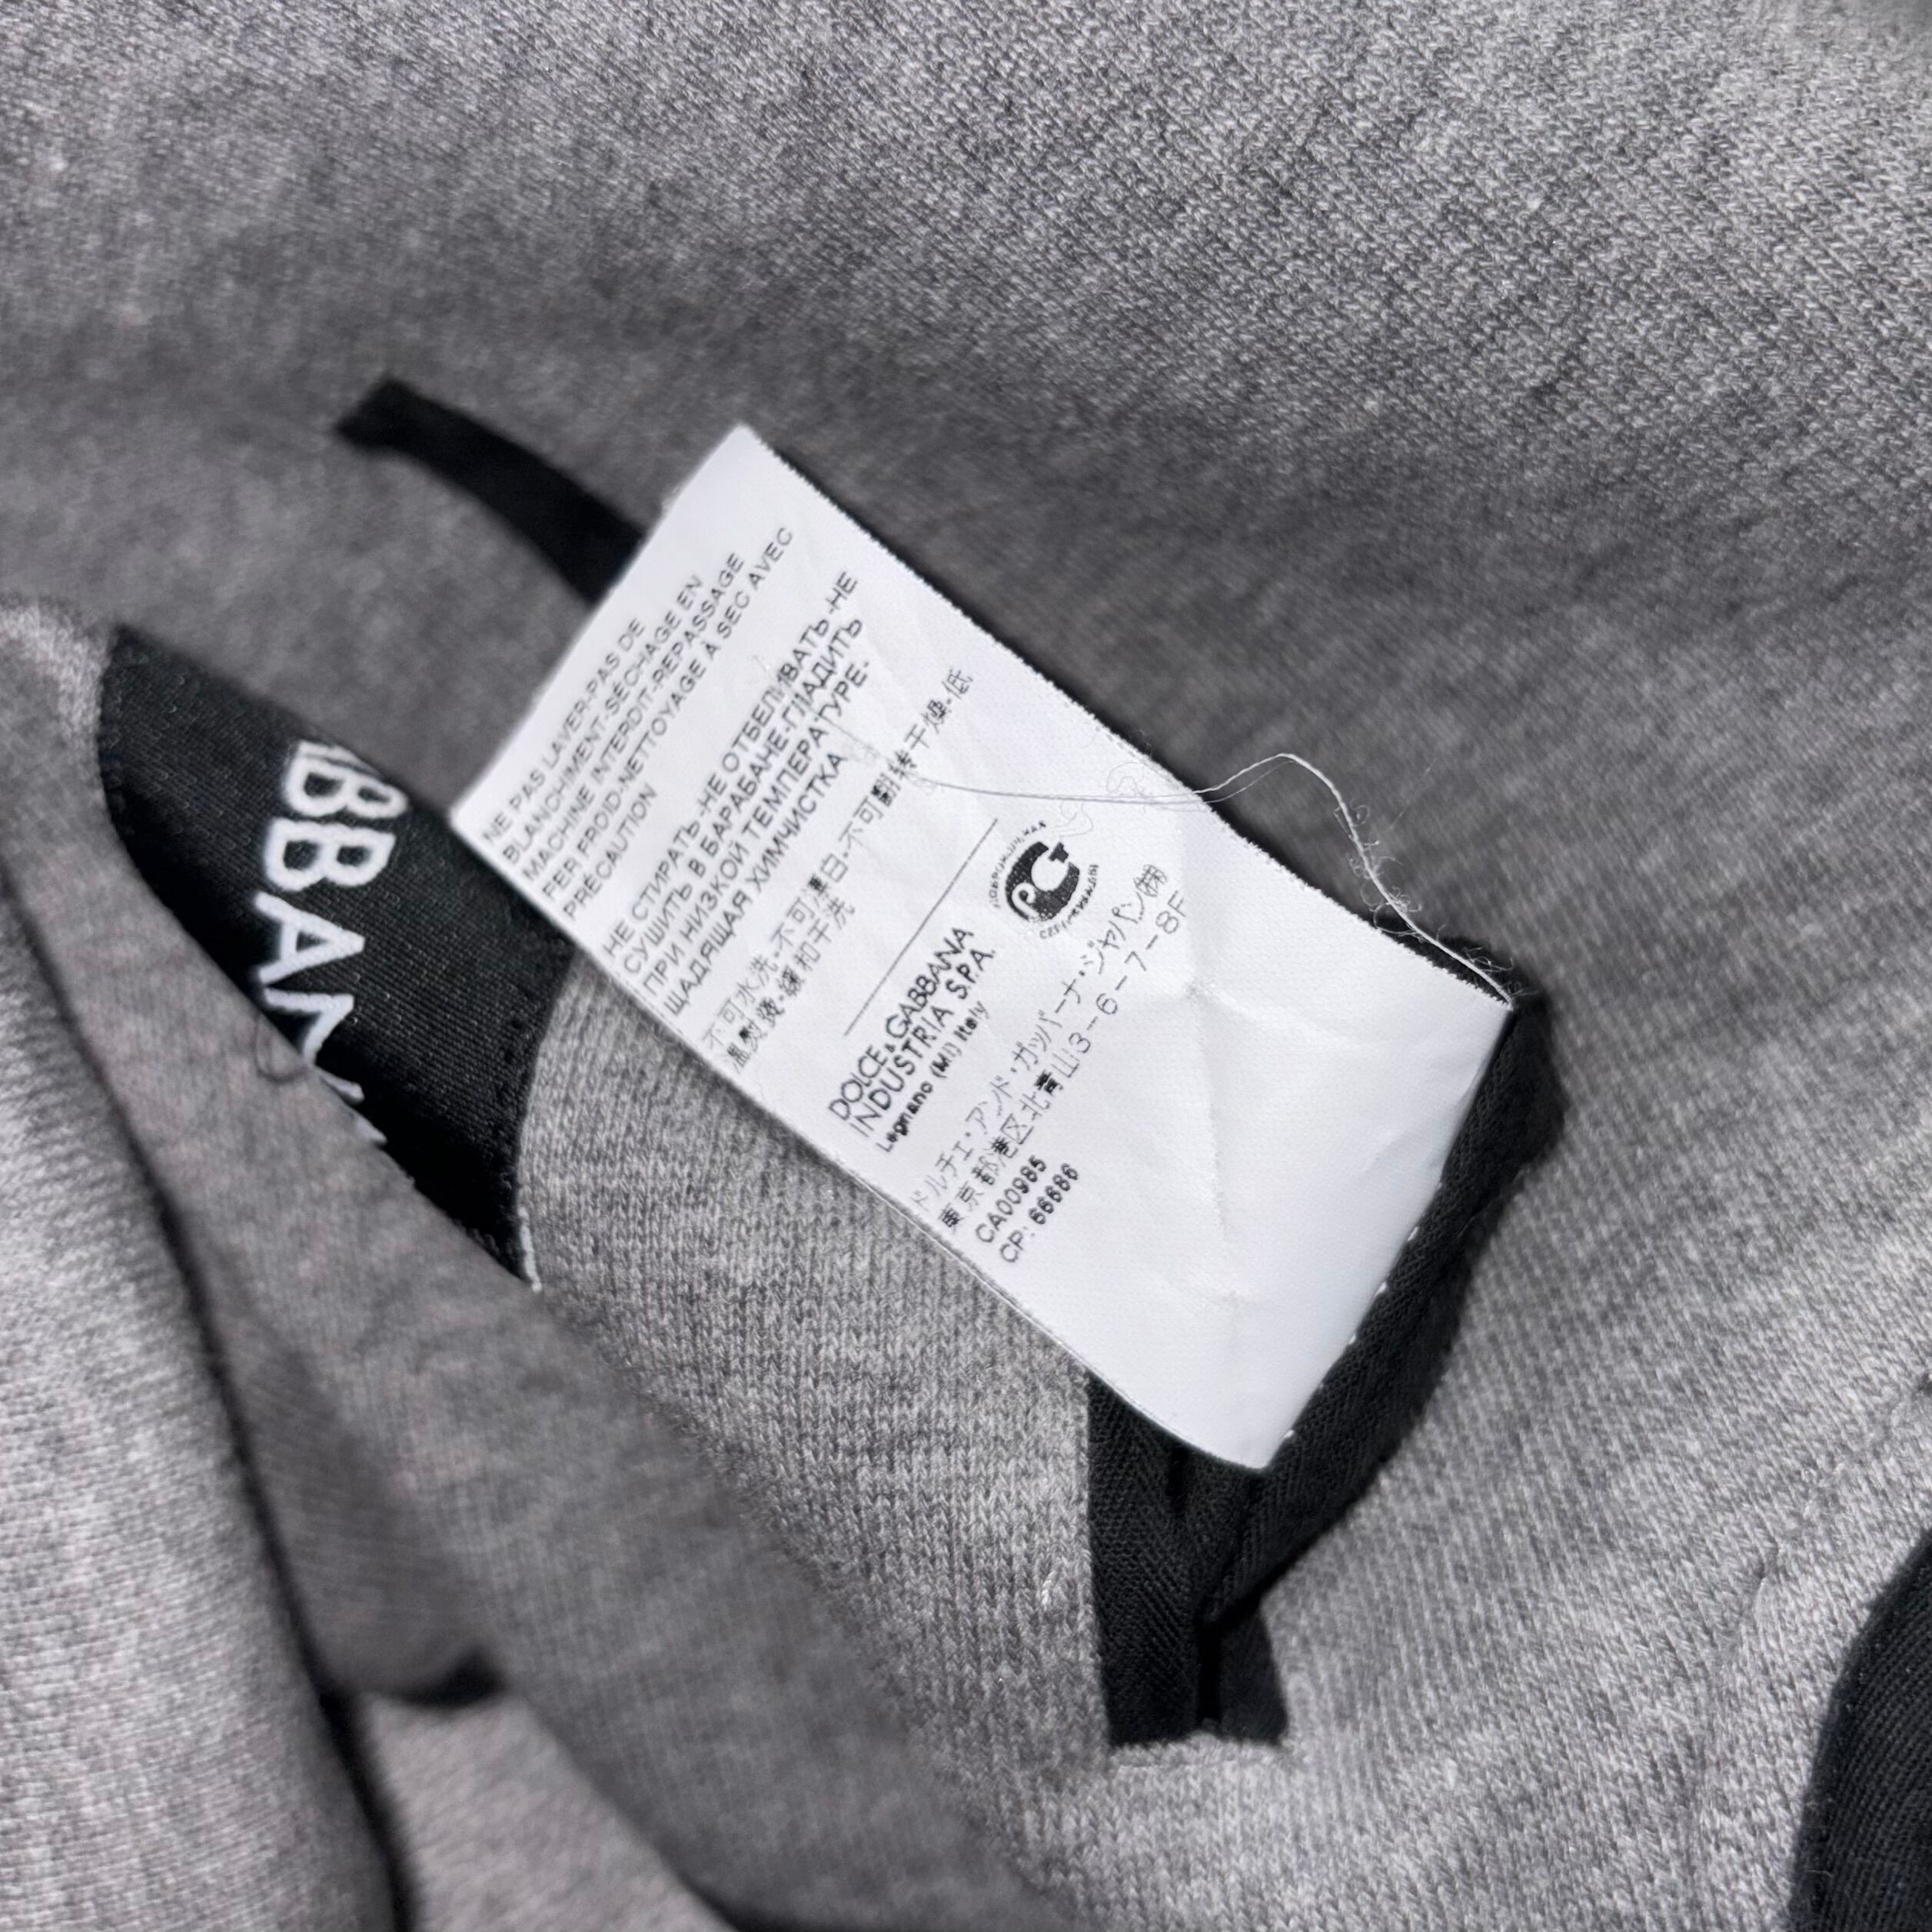 NE PAS LAVER-PAS DE
BLANCHIMENT-SÉCHAGE EN
MACHINE INTERDIT-REPASSAGE
FER FROID-NETTOYAGE À SEC AVEC
PRÉCAUTION
НЕ СТИРАТЬ-НЕ ОТБЕЛИВАТЬ-НЕ
СУШИТЬ В БАРАБАНЕ-ГЛАДИТЬ
ПРИ НИЗКОЙ ТЕМПЕРАТУРЕ-
ЩАДЯЩАЯ ХИМЧИСТКА
不可水洗-不可漂白-不可翻转干燥-低
温熨烫-缓和干洗
DOLCE&GABBANA
INDUSTRIA S.P.A.
Legnano (MI) Italy
РСТ
ドルチェ・アンド・ガッバーナ・ジャパン(株)
東京都港区北青山3-6-7-8F
CA00985
CP: 66686
BBAN